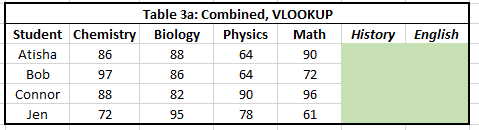 Table 3a: Combined, VLOOKUP
Student Chemistry Biology Physics Math History English
Atisha 86 88 64 90
Bob 97 86 64 72
Connor 88 82 90 96
Jen 72 95 78 61